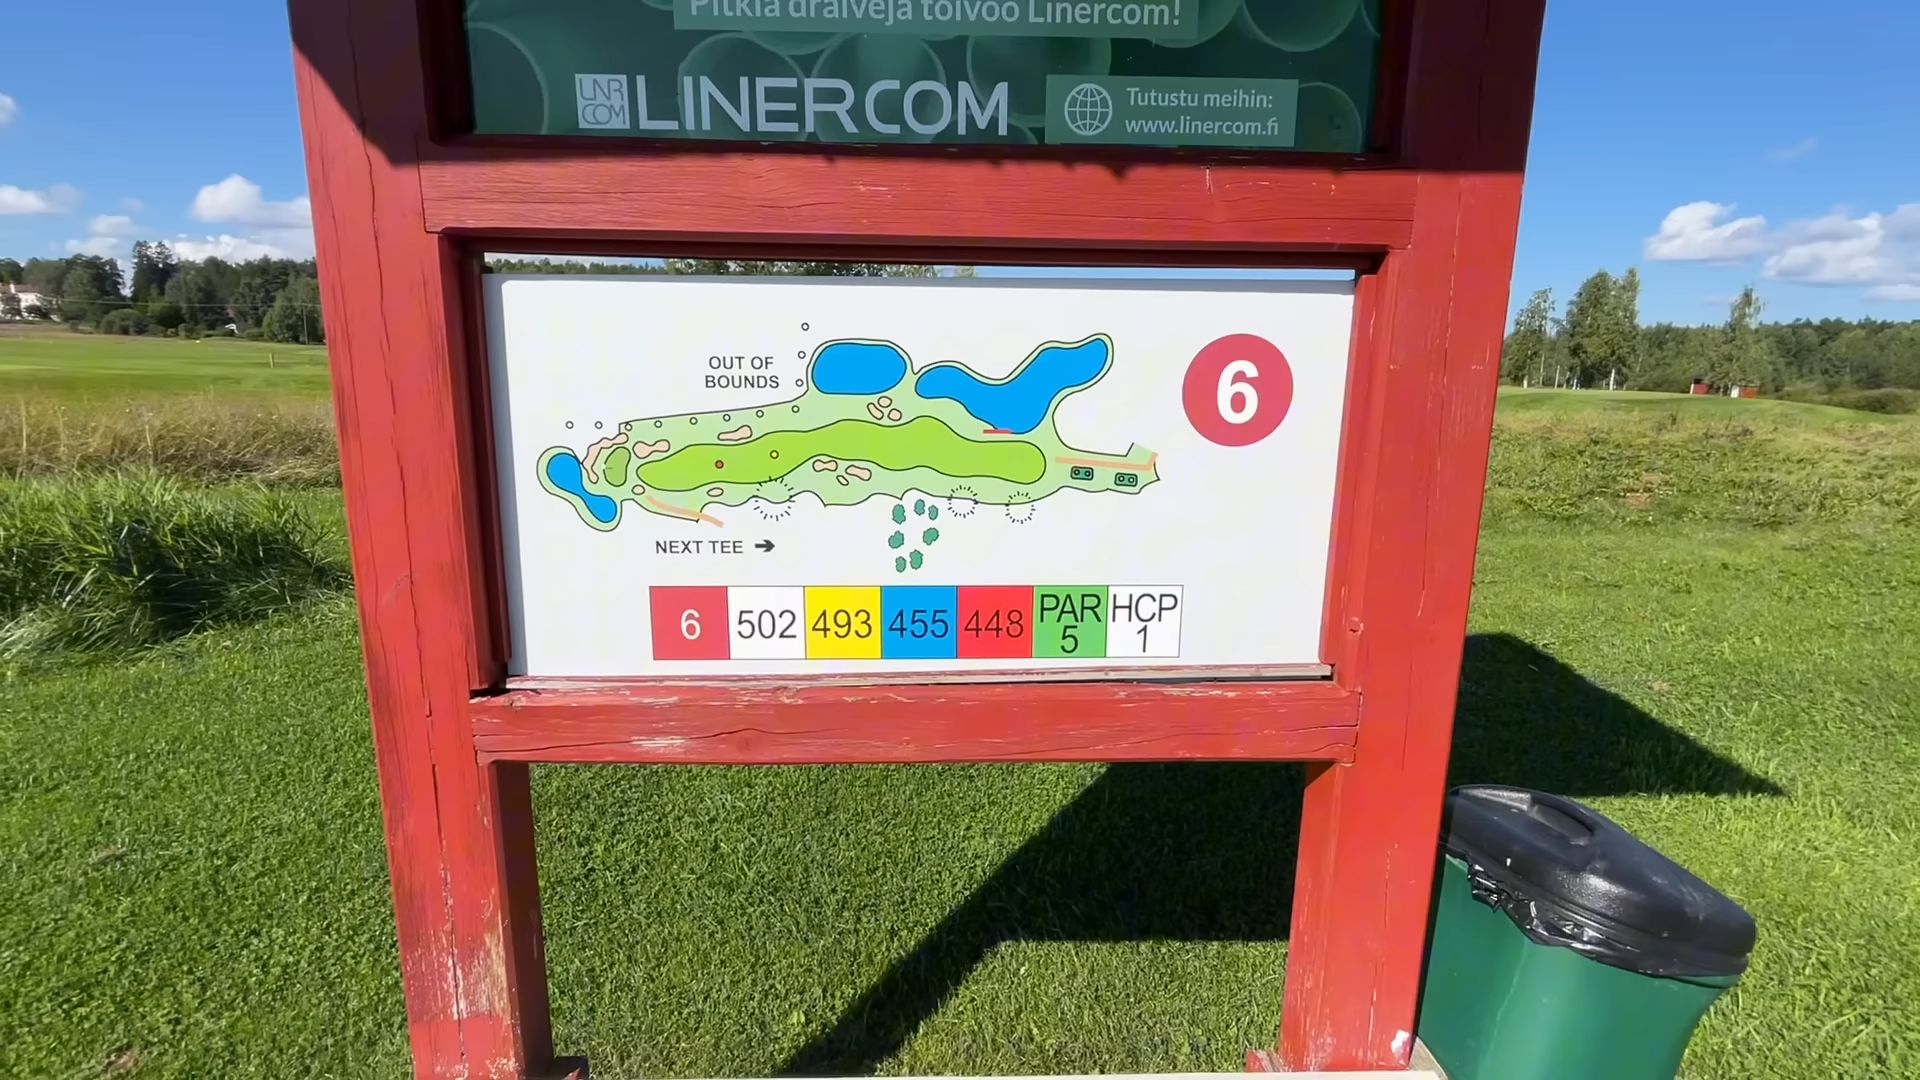 Pitkiä draiveja toivoo Linercom!
LNR
COM
LINERCOM
Tutustu meihin:
www.linercom.fi
OUT OF
BOUNDS
6
NEXT TEE ➔
6 502 493 455 448 PAR 5 HCP 1